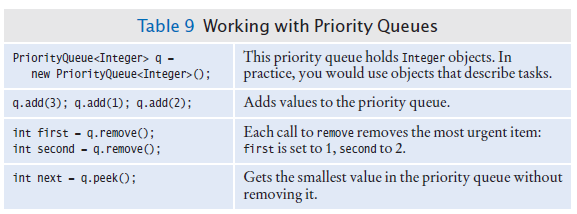 Table 9 Working with Priority Queues
PriorityQueue<Integer> q =
new PriorityQueue<Integer>();
This priority queue holds Integer objects. In
practice, you would use objects that describe tasks.
q.add(3); q.add(1); q.add(2);
Adds values to the priority queue.
int first = q.remove();
int second = q.remove();
Each call to remove removes the most urgent item:
first is set to 1, second to 2.
int next = q.peek();
Gets the smallest value in the priority queue without
removing it.